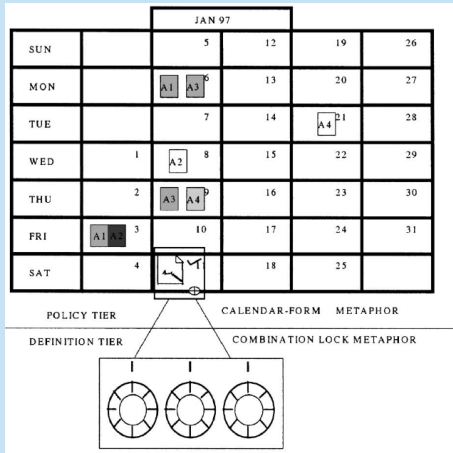 JAN 97
SUN 5 12 19 26
MON A1 A3 6 13 20 27
TUE 7 14 A4 21 28
WED 1 A2 8 15 22 29
THU 2 A3 A4 9 16 23 30
FRI A1 A2 3 10 17 24 31
SAT 4 11 18 25
POLICY TIER CALENDAR-FORM METAPHOR
DEFINITION TIER COMBINATION LOCK METAPHOR